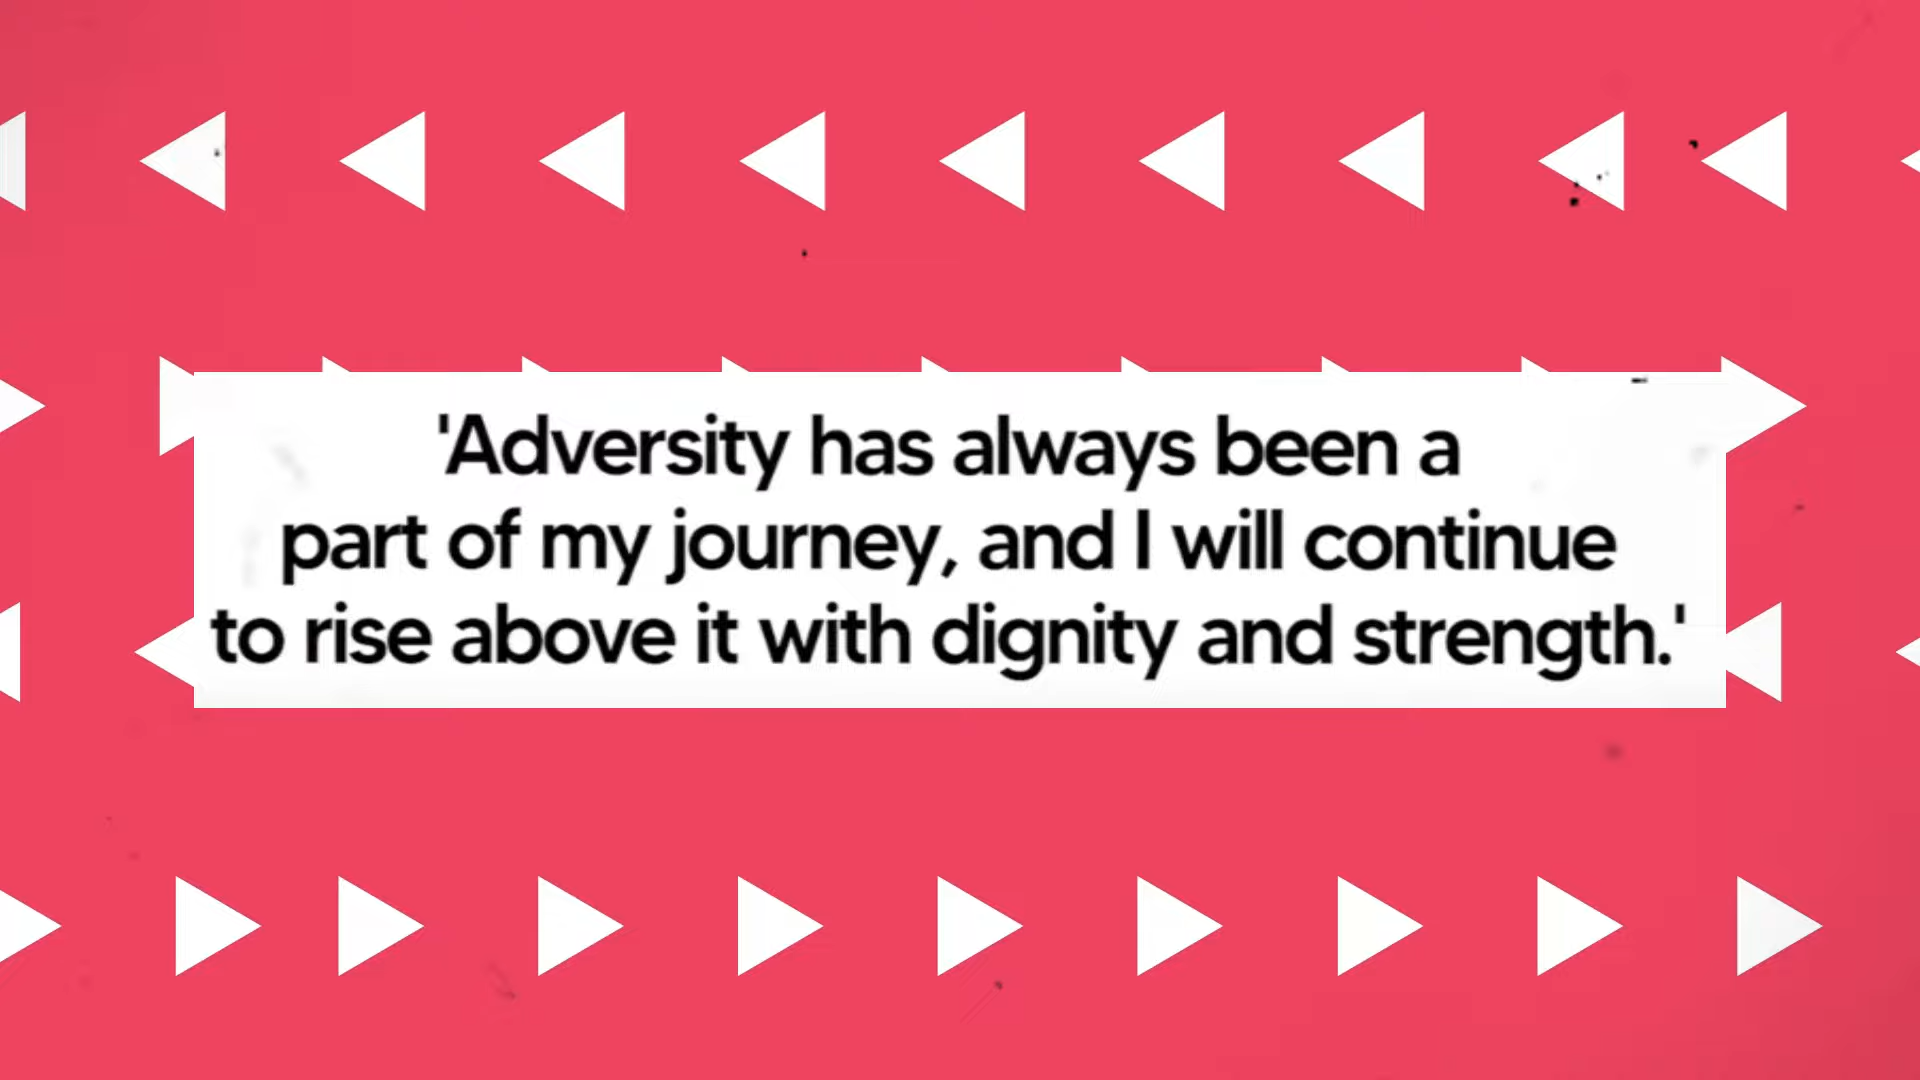 'Adversity has always been a
part of my journey, and I will continue
to rise above it with dignity and strength.'